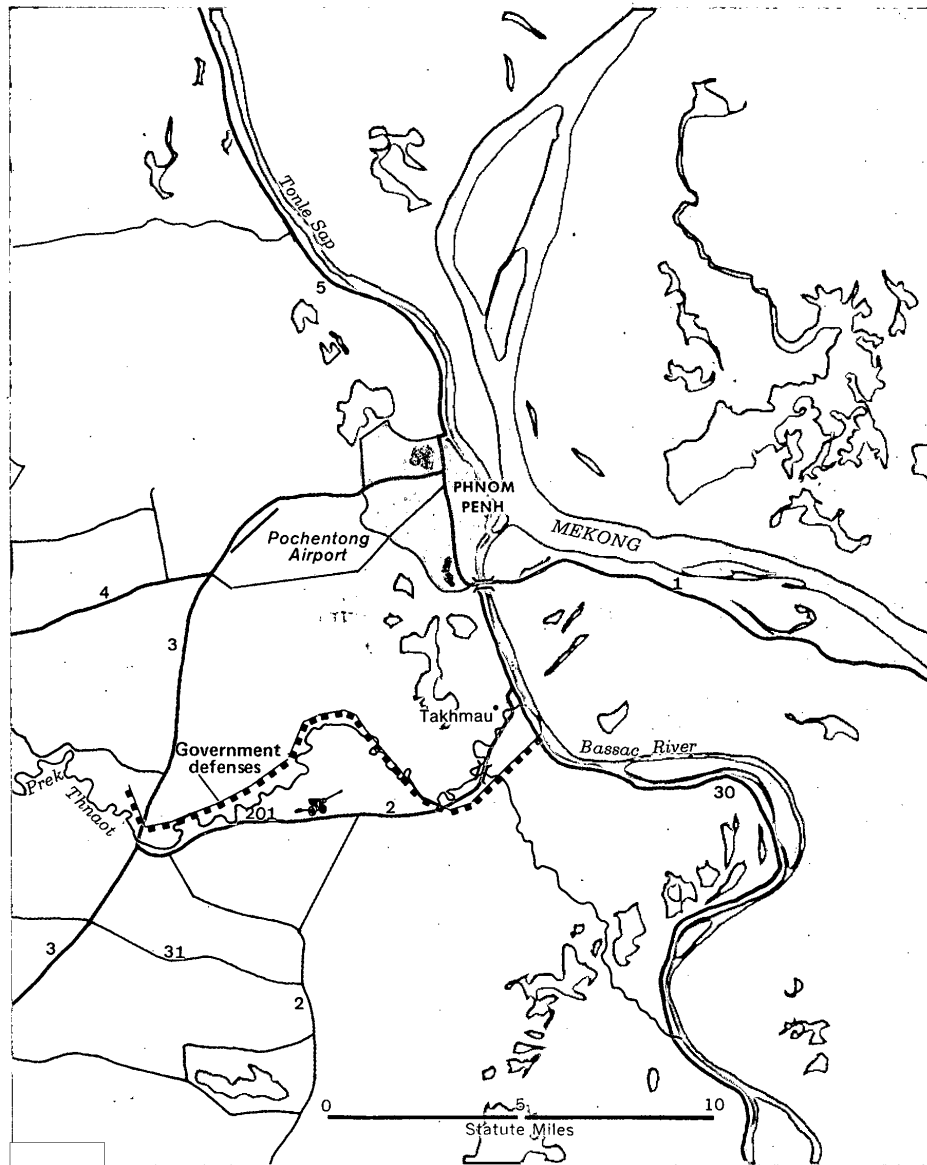 Tonle Sap
5
PHNOM
PENH
MEKONG
Pochentong
Airport
1
4
3
Takhmau
Bassac River
Government
defenses
Prek
Thnaot
30
201
2
3
31
2
0
5
10
Statute Miles